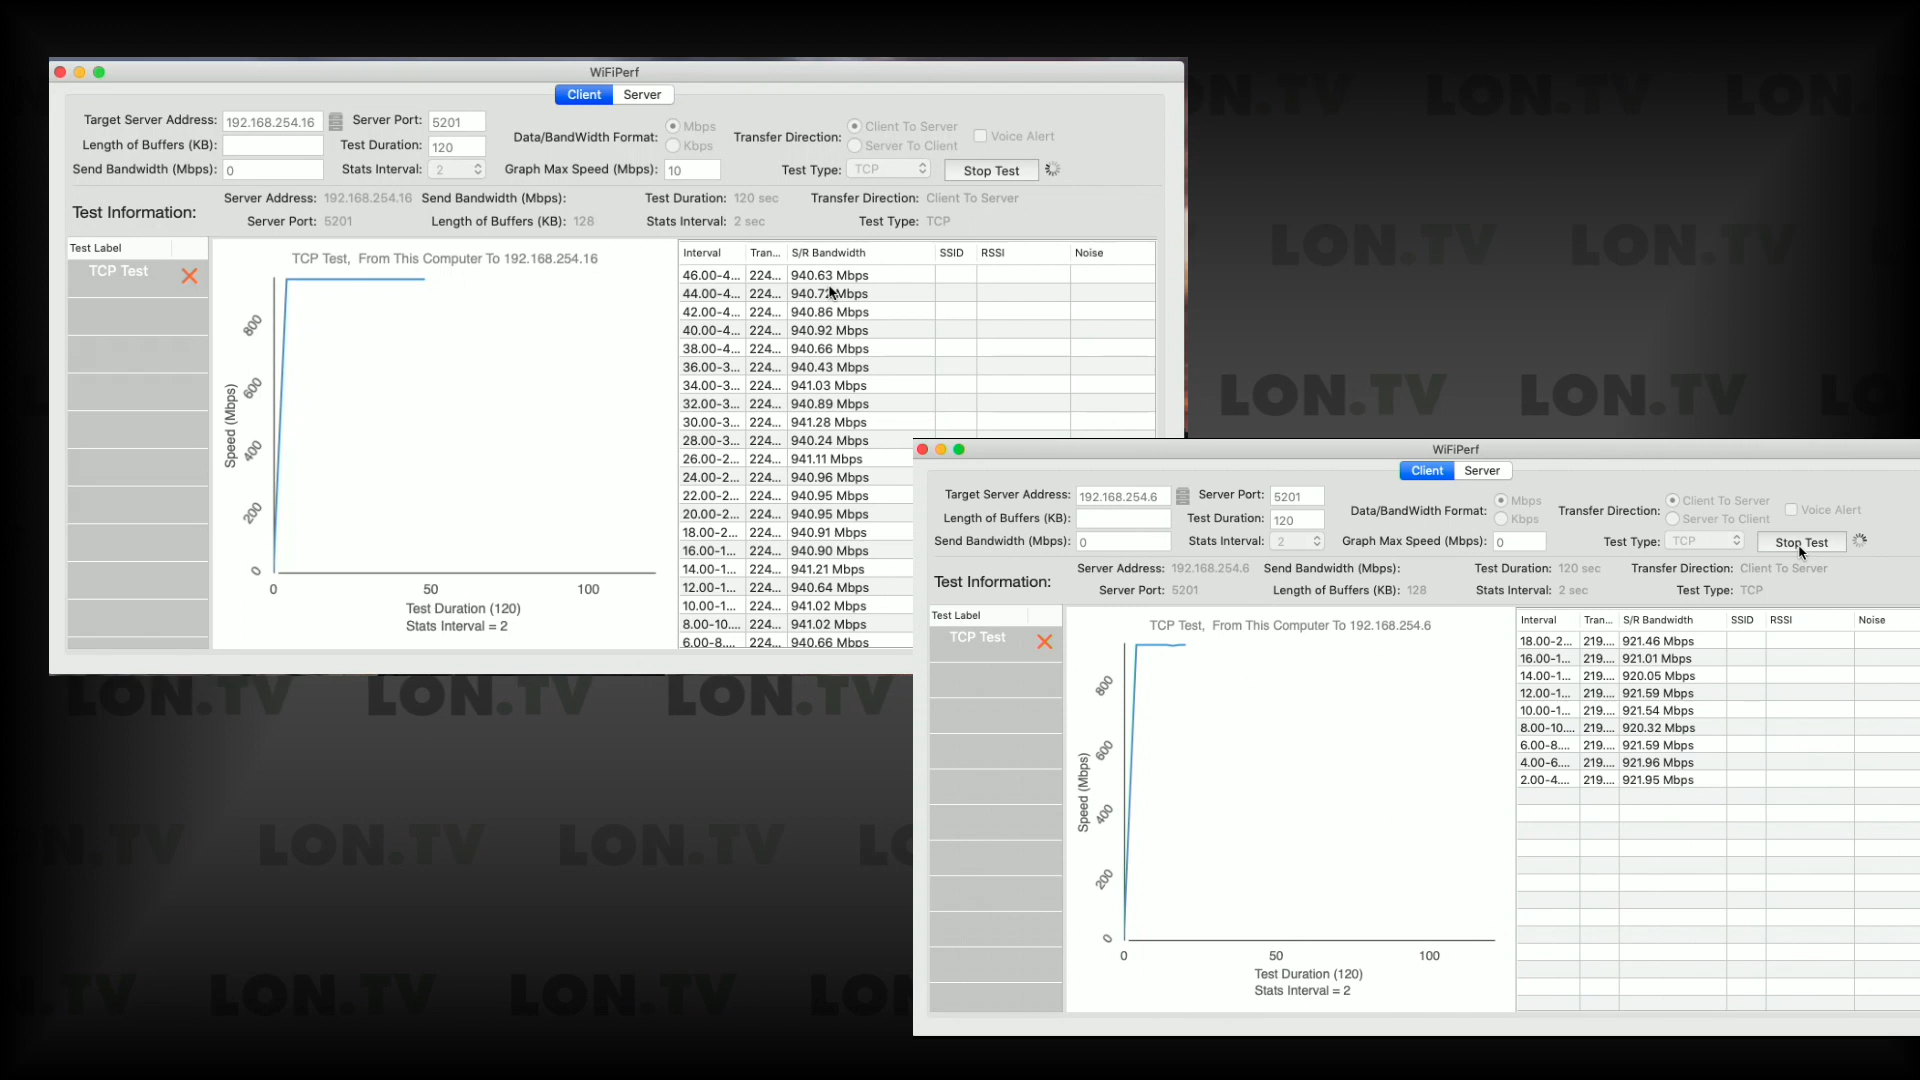 WiFiPerf
Client Server
Target Server Address: 192.168.254.16 Server Port: 5201
Length of Buffers (KB): Test Duration: 120
Send Bandwidth (Mbps): 0 Stats Interval: 2
Data/BandWidth Format: Mbps Kbps
Graph Max Speed (Mbps): 10
Transfer Direction: Client To Server Server To Client
Voice Alert
Test Type: TCP Stop Test
Test Information:
Server Address: 192.168.254.16 Send Bandwidth (Mbps): Test Duration: 120 sec Transfer Direction: Client To Server
Server Port: 5201 Length of Buffers (KB): 128 Stats Interval: 2 sec Test Type: TCP
Test Label
TCP Test
TCP Test, From This Computer To 192.168.254.16
Speed (Mbps)
800
600
400
200
0
0 50 100
Test Duration (120)
Stats Interval = 2
Interval Tran... S/R Bandwidth SSID RSSI Noise
46.00-4... 224... 940.63 Mbps
44.00-4... 224... Mbps
42.00-4... 224... 940.86 Mbps
40.00-4... 224... 940.92 Mbps
38.00-4... 224... 940.66 Mbps
36.00-3... 224... 940.43 Mbps
34.00-3... 224... 941.03 Mbps
32.00-3... 224... 940.89 Mbps
30.00-3... 224... 941.28 Mbps
28.00-3... 224... 940.24 Mbps
26.00-2... 224... 941.11 Mbps
24.00-2... 224... 940.96 Mbps
22.00-2... 224... 940.95 Mbps
20.00-2... 224... 940.95 Mbps
18.00-2... 224... 940.91 Mbps
16.00-1... 224... 940.90 Mbps
14.00-1... 224... 941.21 Mbps
12.00-1... 224... 940.64 Mbps
10.00-1... 224... 941.02 Mbps
8.00-10.... 224... 941.02 Mbps
6.00-8.... 224... 940.66 Mbps
WiFiPerf
Client Server
Target Server Address: 192.168.254.6 Server Port: 5201
Length of Buffers (KB): Test Duration: 120
Send Bandwidth (Mbps): 0 Stats Interval: 2
Data/BandWidth Format: Mbps Kbps
Graph Max Speed (Mbps): 0
Transfer Direction: Client To Server Server To Client
Voice Alert
Test Type: TCP Stop Test
Test Information:
Server Address: 192.168.254.6 Send Bandwidth (Mbps): Test Duration: 120 sec Transfer Direction: Client To Server
Server Port: 5201 Length of Buffers (KB): 128 Stats Interval: 2 sec Test Type: TCP
Test Label
TCP Test
TCP Test, From This Computer To 192.168.254.6
Speed (Mbps)
800
600
400
200
0
0 50 100
Test Duration (120)
Stats Interval = 2
Interval Tran... S/R Bandwidth SSID RSSI Noise
18.00-2... 219.... 921.46 Mbps
16.00-1... 219.... 921.01 Mbps
14.00-1... 219.... 920.05 Mbps
12.00-1... 219.... 921.59 Mbps
10.00-1... 219.... 921.54 Mbps
8.00-10.... 219.... 920.32 Mbps
6.00-8.... 219.... 921.59 Mbps
4.00-6.... 219.... 921.96 Mbps
2.00-4.... 219.... 921.95 Mbps
LON.TV LON.TV
LON.TV LON.TV
LON.TV LON.TV
LON.TV LON.TV LON.TV
LON.TV LON.TV
LON.TV LON.TV